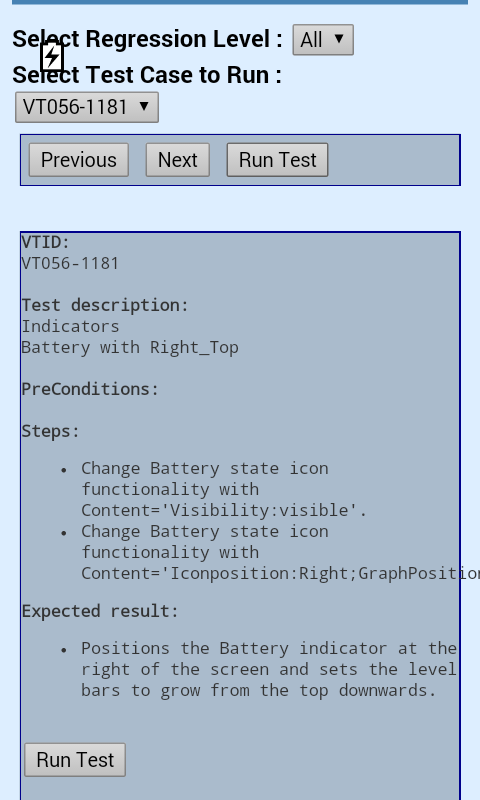 Select Regression Level : All ▼
Select Test Case to Run :
VT056-1181 ▼
Previous Next Run Test
VTID:
VT056-1181
Test description:
Indicators
Battery with Right_Top
PreConditions:
Steps:
• Change Battery state icon
functionality with
Content='Visibility:visible'.
• Change Battery state icon
functionality with
Content='Iconposition:Right;GraphPosition
Expected result:
• Positions the Battery indicator at the
right of the screen and sets the level
bars to grow from the top downwards.
Run Test